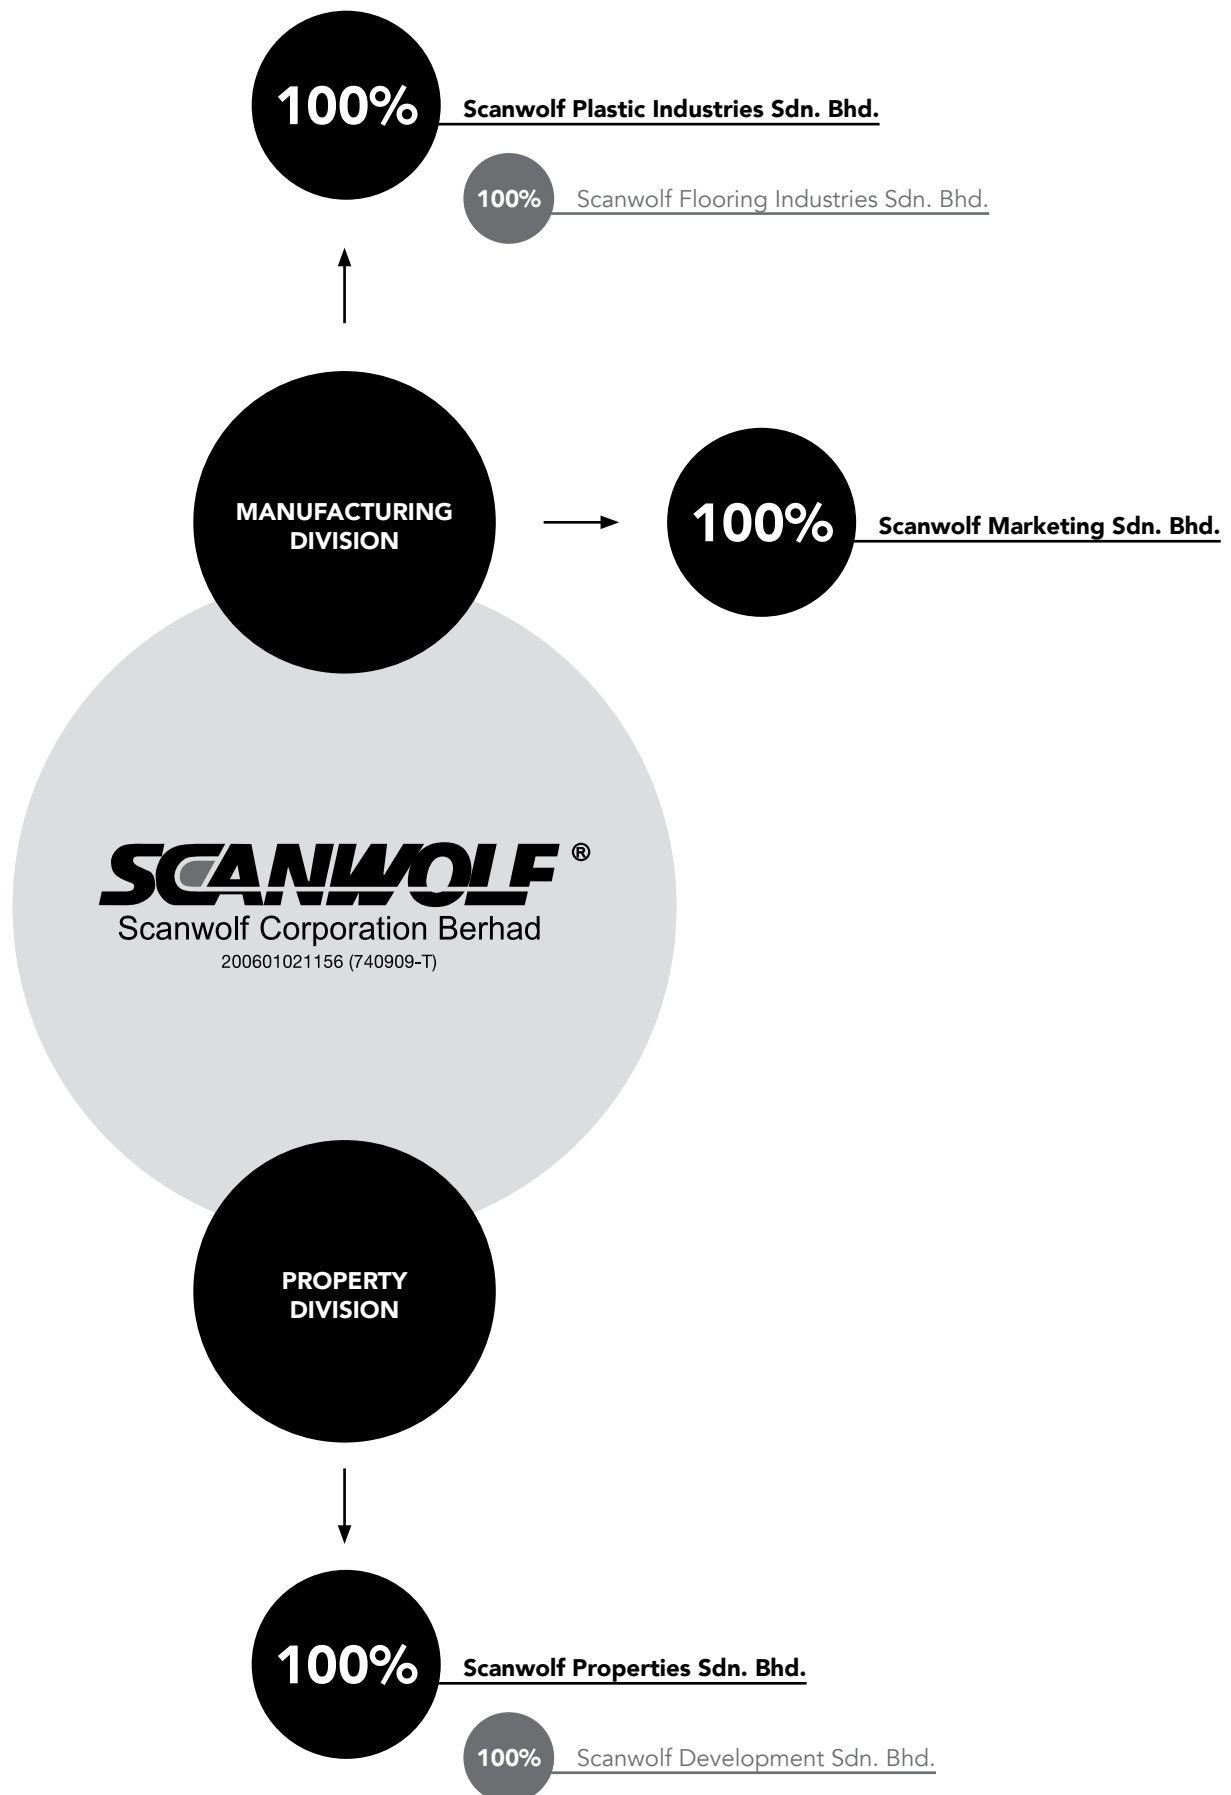 100%
Scanwolf Plastic Industries Sdn. Bhd.
100%
Scanwolf Flooring Industries Sdn. Bhd.
MANUFACTURING
DIVISION
100%
Scanwolf Marketing Sdn. Bhd.
SCANWOLF ®
Scanwolf Corporation Berhad
200601021156 (740909-T)
PROPERTY
DIVISION
100%
Scanwolf Properties Sdn. Bhd.
100%
Scanwolf Development Sdn. Bhd.